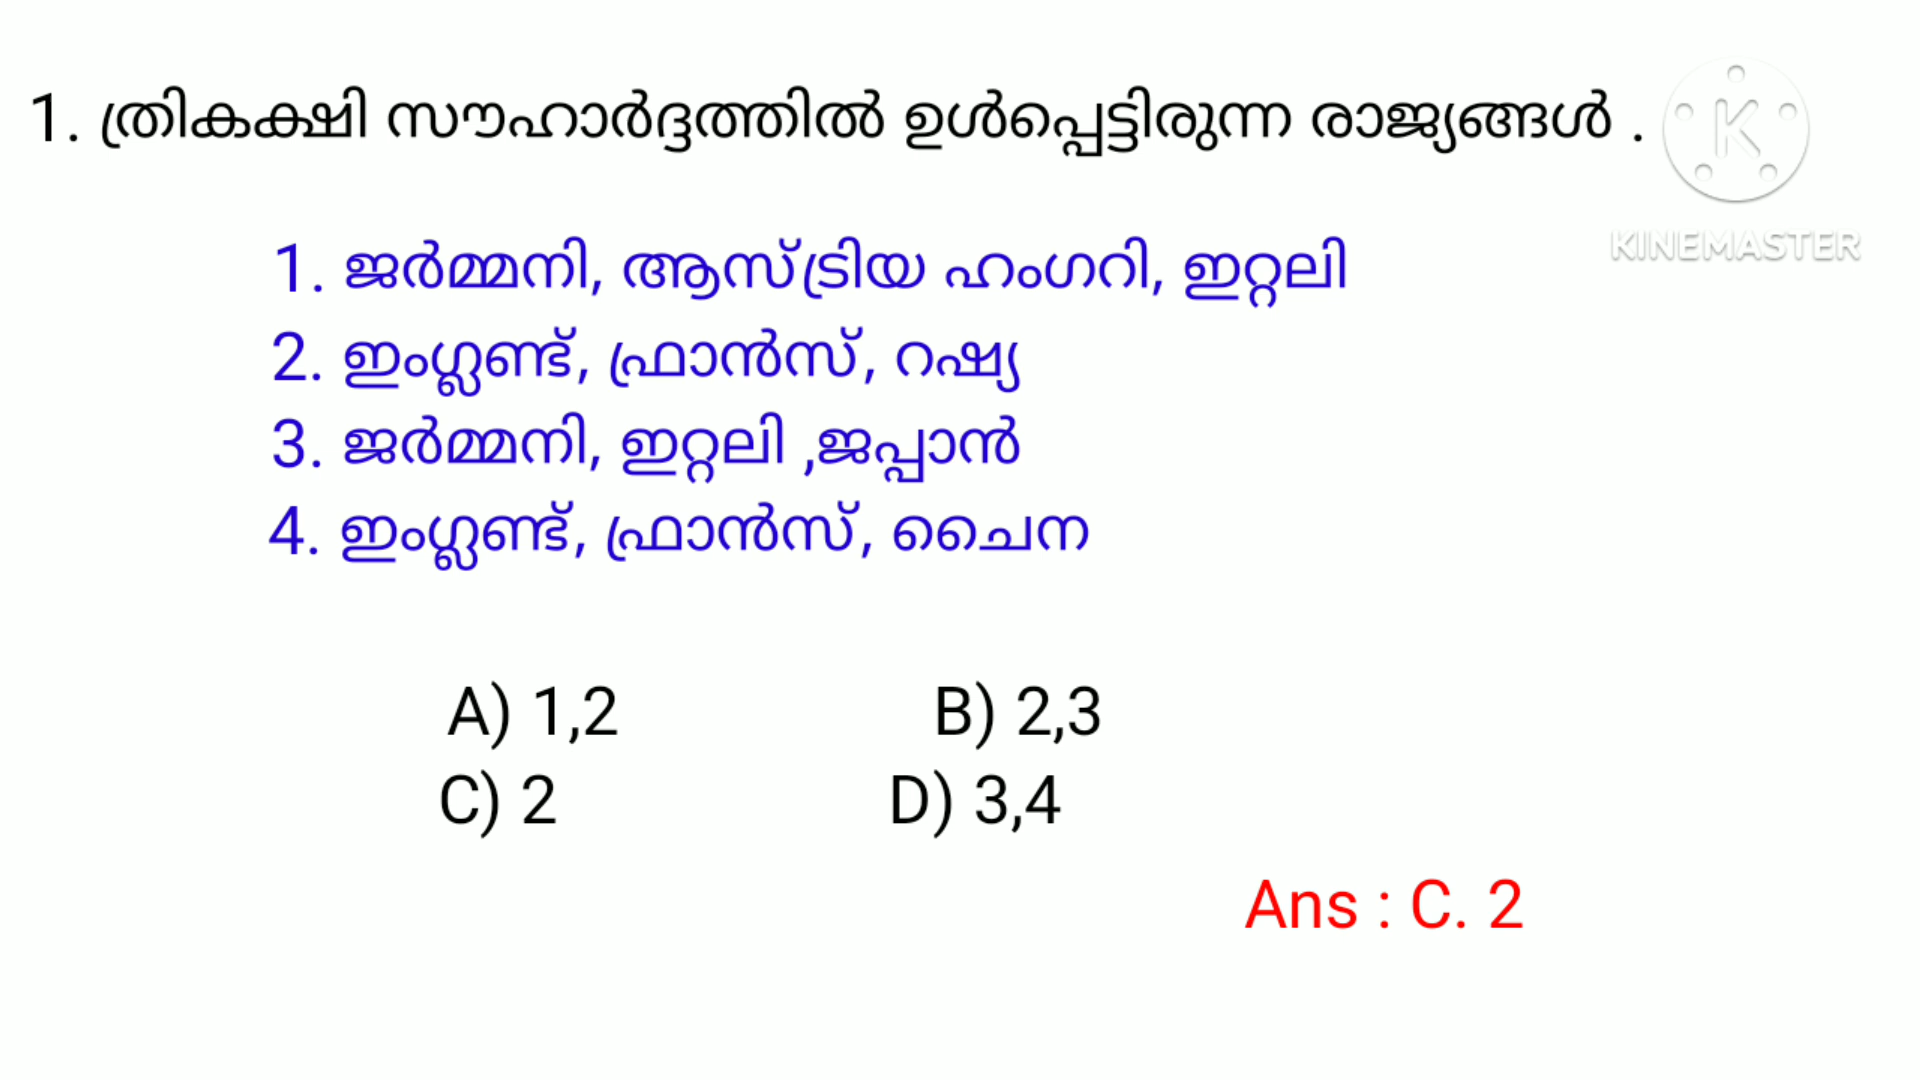 1. ത്രികക്ഷി സൗഹാർദ്ദത്തിൽ ഉൾപ്പെട്ടിരുന്ന രാജ്യങ്ങൾ .
K
KINEMASTER
1. ജർമ്മനി, ആസ്ട്രിയ ഹംഗറി, ഇറ്റലി
2. ഇംഗ്ലണ്ട്, ഫ്രാൻസ്, റഷ്യ
3. ജർമ്മനി, ഇറ്റലി ,ജപ്പാൻ
4. ഇംഗ്ലണ്ട്, ഫ്രാൻസ്, ചൈന
A) 1,2 B) 2,3
C) 2 D) 3,4
Ans : C. 2